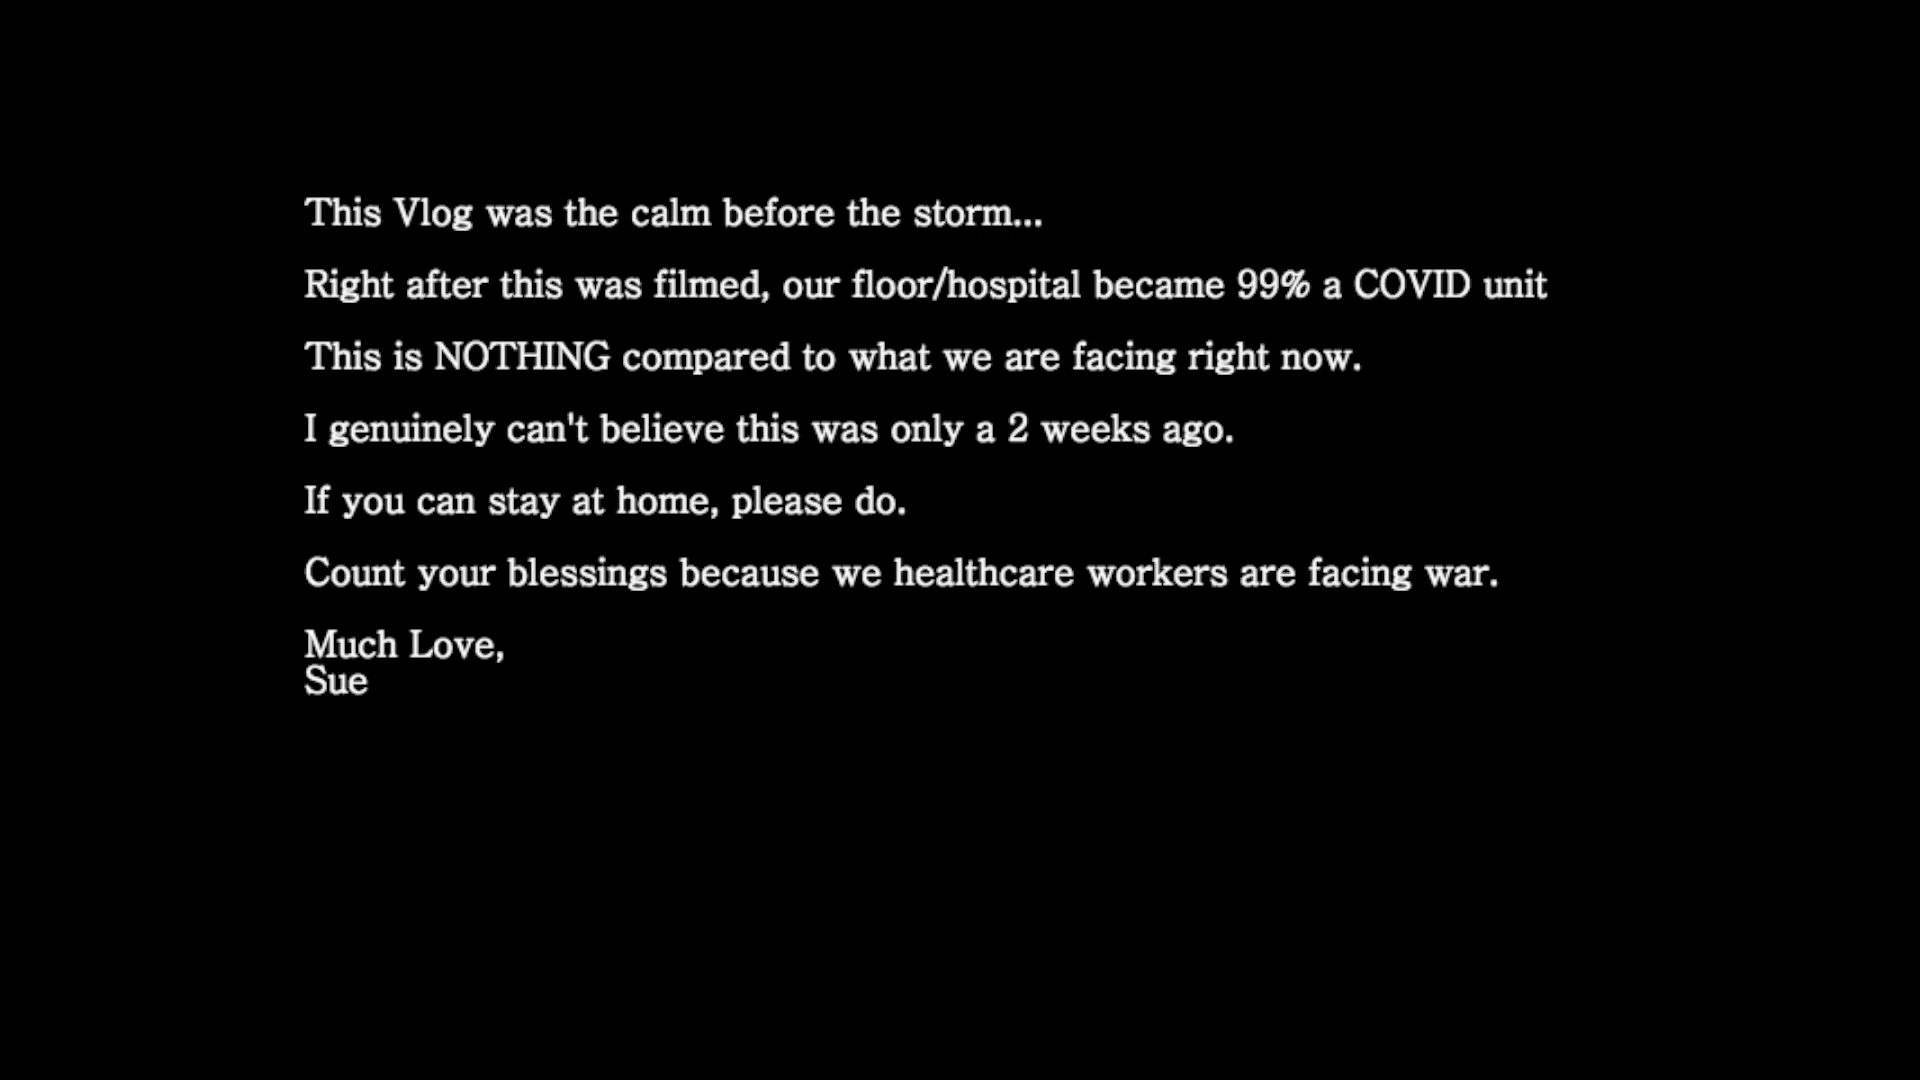 This Vlog was the calm before the storm...
Right after this was filmed, our floor/hospital became 99% a COVID unit
This is NOTHING compared to what we are facing right now.
I genuinely can't believe this was only a 2 weeks ago.
If you can stay at home, please do.
Count your blessings because we healthcare workers are facing war.
Much Love,
Sue